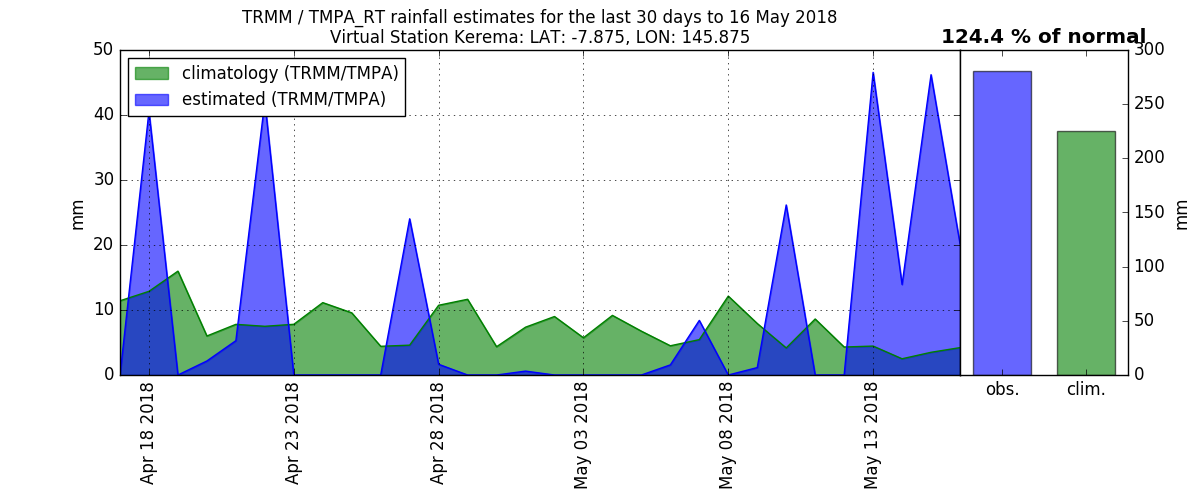 TRMM / TMPA_RT rainfall estimates for the last 30 days to 16 May 2018
Virtual Station Kerema: LAT: -7.875, LON: 145.875
124.4 % of normal
climatology (TRMM/TMPA)
estimated (TRMM/TMPA)
mm
50
40
30
20
10
0
Apr 18 2018
Apr 23 2018
Apr 28 2018
May 03 2018
May 08 2018
May 13 2018
obs.
clim.
300
250
200
150
100
50
0
mm